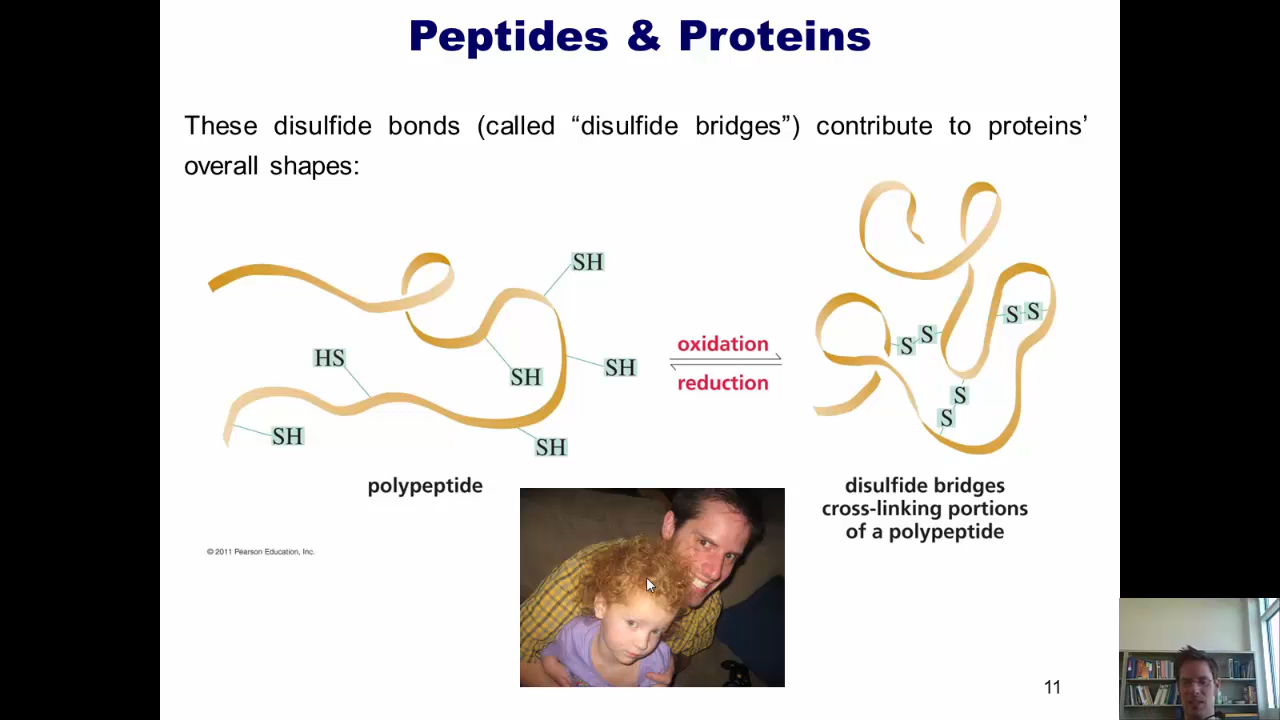 Peptides & Proteins
These disulfide bonds (called “disulfide bridges”) contribute to proteins’
overall shapes:
SH
HS
SH
SH
SH
SH
polypeptide
oxidation
reduction
S S
S S
S
S
disulfide bridges
cross-linking portions
of a polypeptide
© 2011 Pearson Education, Inc.
11